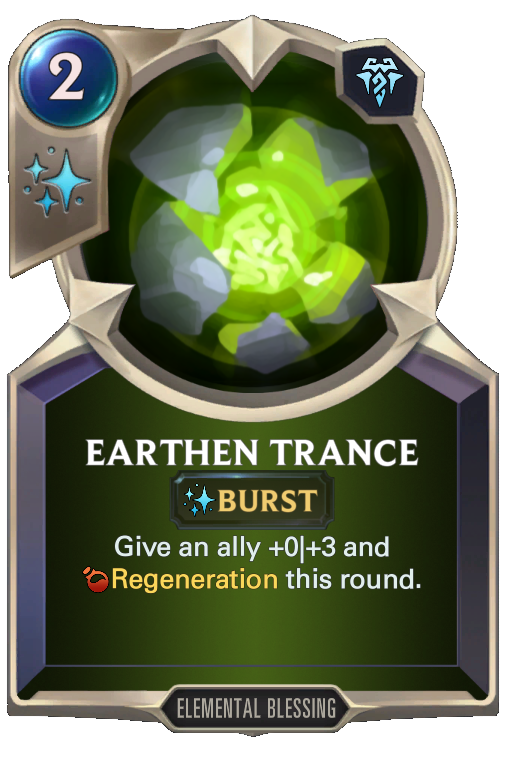 2
EARTHEN TRANCE
BURST
Give an ally +0|+3 and
Regeneration this round.
ELEMENTAL BLESSING